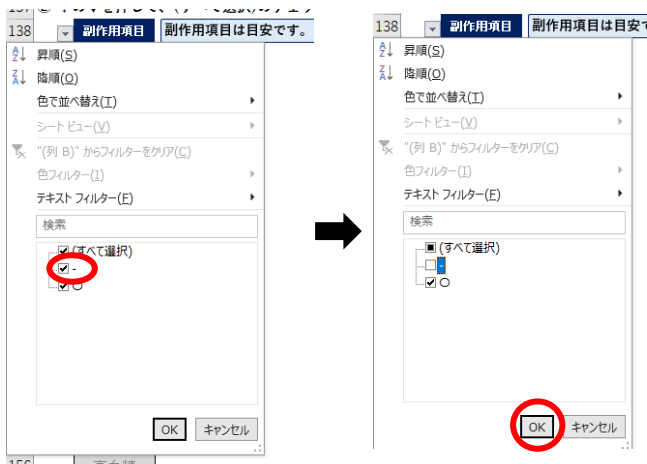 138 副作用項目 副作用項目は目安です。
昇順(S)
降順(O)
色で並べ替え(T)
シート ビュー(V)
"(列 B)" からフィルターをクリア(C)
色フィルター(I)
テキスト フィルター(F)
検索
(すべて選択)
-
○
OK キャンセル
138 副作用項目 副作用項目は目安で
昇順(S)
降順(O)
色で並べ替え(T)
シート ビュー(V)
"(列 B)" からフィルターをクリア(C)
色フィルター(I)
テキスト フィルター(F)
検索
(すべて選択)
-
○
OK キャンセル